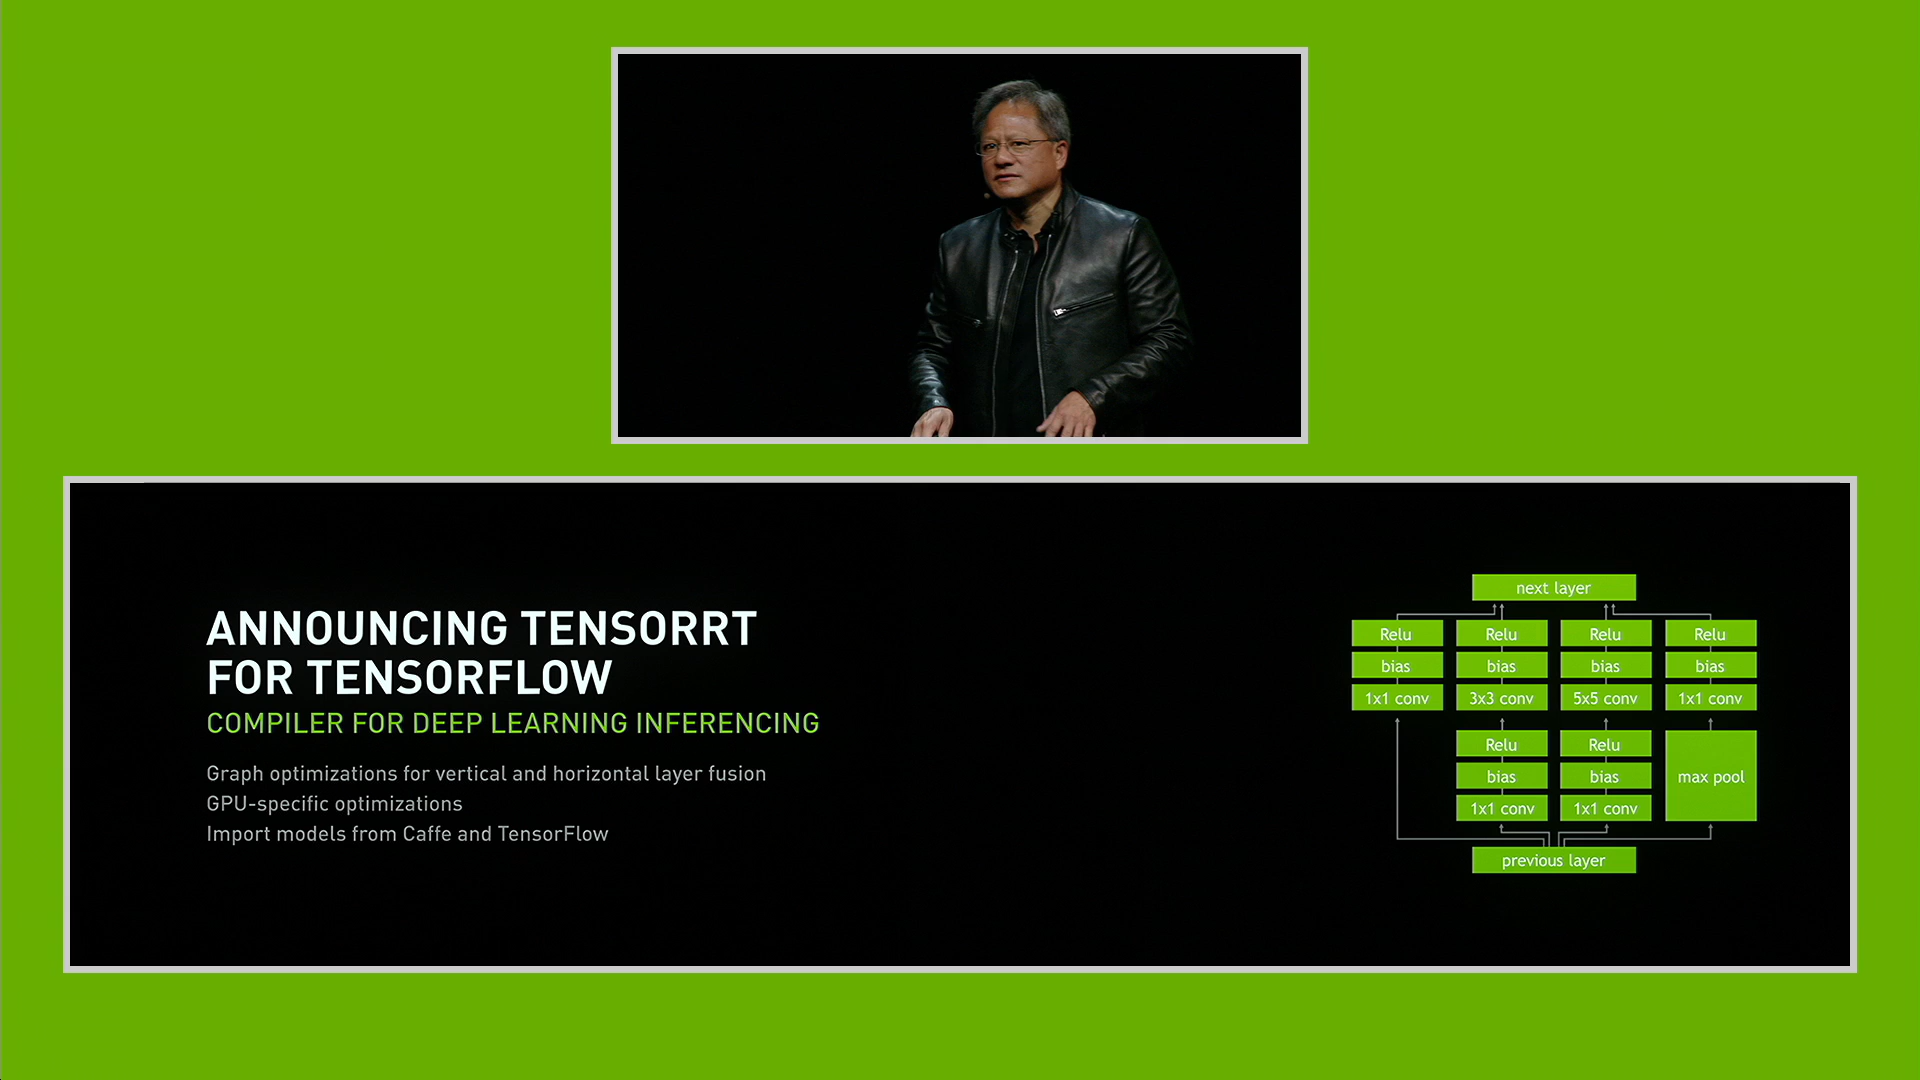 ANNOUNCING TENSORRT
FOR TENSORFLOW
COMPILER FOR DEEP LEARNING INFERENCING
Graph optimizations for vertical and horizontal layer fusion
GPU-specific optimizations
Import models from Caffe and TensorFlow
next layer
Relu Relu Relu Relu
bias bias bias bias
1x1 conv 3x3 conv 5x5 conv 1x1 conv
Relu Relu
bias bias max pool
1x1 conv 1x1 conv
previous layer